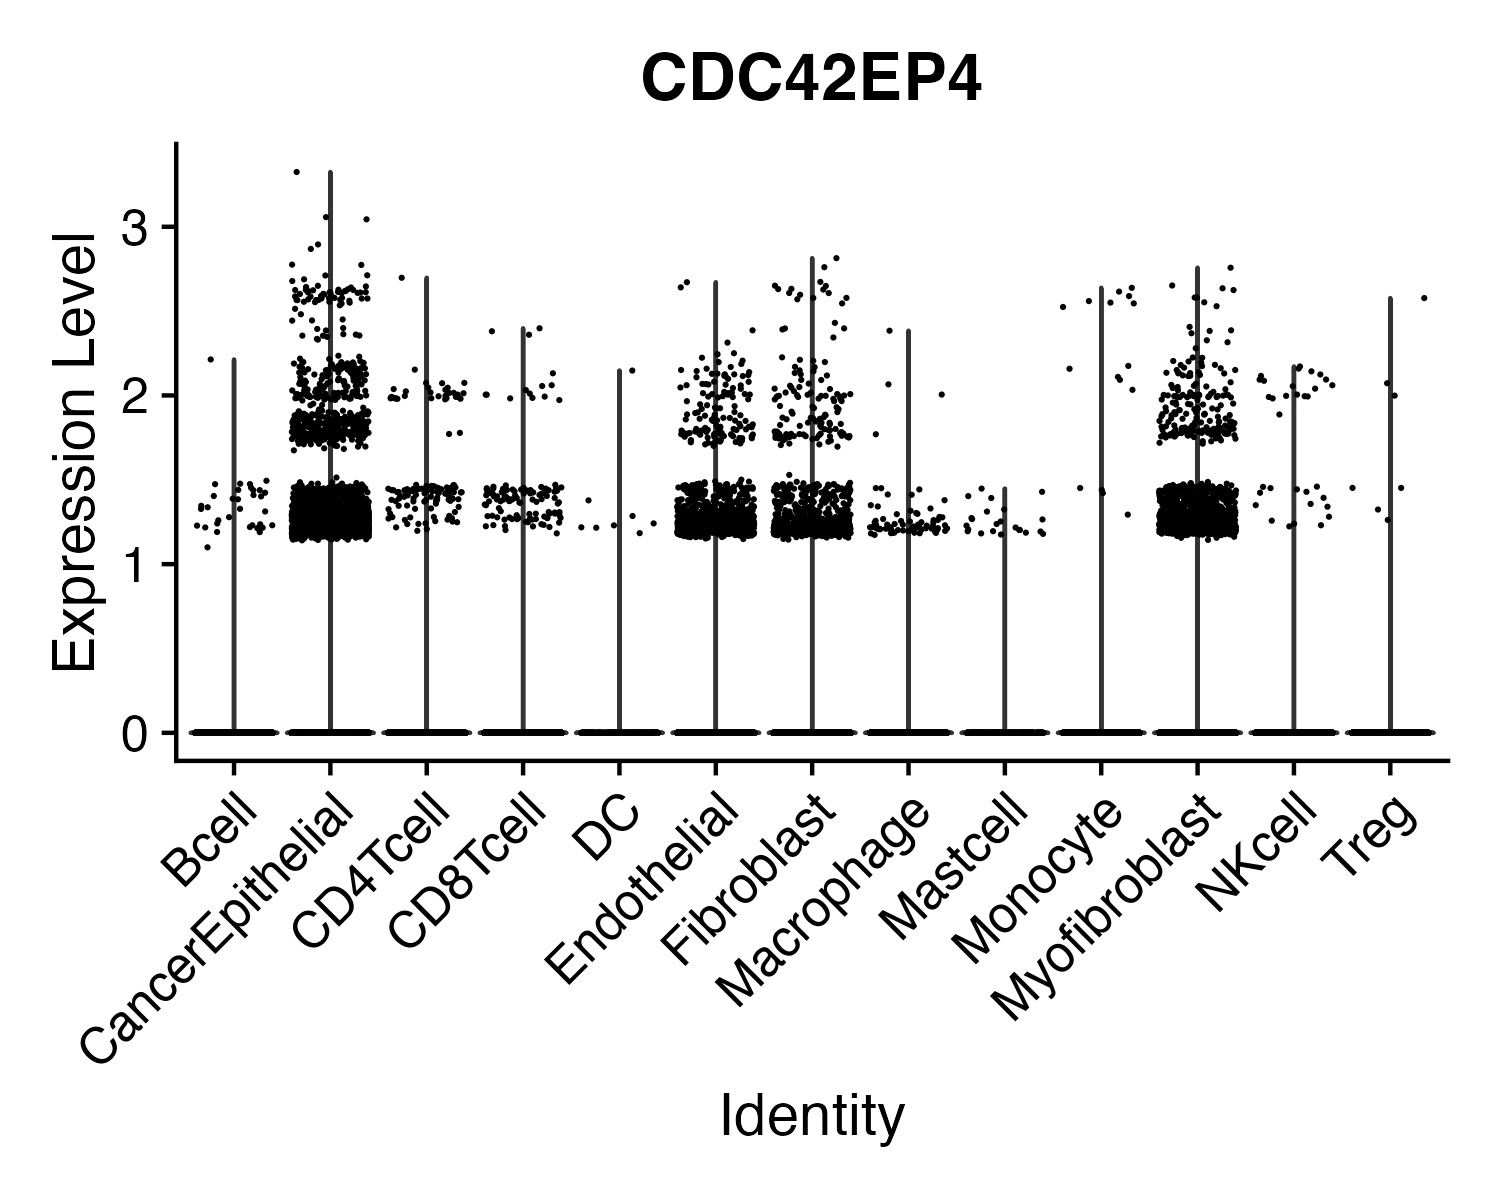 CDC42EP4
Expression Level
3
2
1
0
Bcell
CancerEpithelial
CD4Tcell
CD8Tcell
DC
Endothelial
Fibroblast
Macrophage
Mastcell
Monocyte
Myofibroblast
NKcell
Treg
Identity